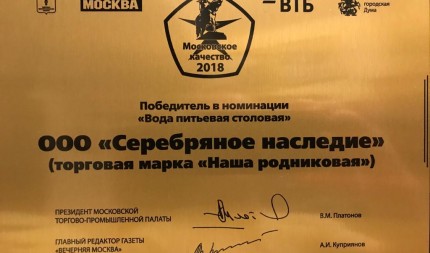 МОСКВА
ВТБ
городская
Дума
Московское
качество
2018
Победитель в номинации
«Вода питьевая столовая»
ООО «Серебряное наследие»
(торговая марка «Наша родниковая»)
ПРЕЗИДЕНТ МОСКОВСКОЙ
ТОРГОВО-ПРОМЫШЛЕННОЙ ПАЛАТЫ
В.М. Платонов
ГЛАВНЫЙ РЕДАКТОР ГАЗЕТЫ
«ВЕЧЕРНЯЯ МОСКВА»
А.И. Куприянов